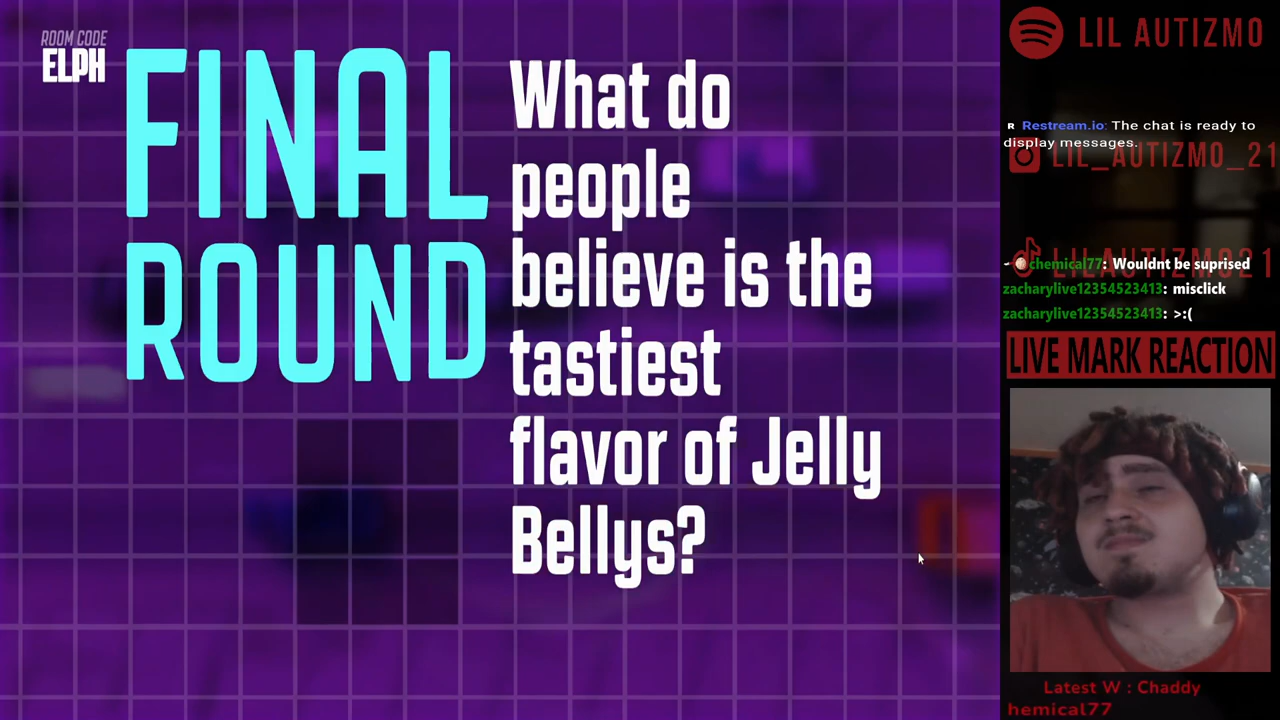 ROOM CODE
ELPH
FINAL
ROUND
What do
people
believe is the
tastiest
flavor of Jelly
Bellys?
LIL AUTIZMO
Restream.io: The chat is ready to
display messages.
LIL_AUTIZMO_21
LILAUTIZMO21
chemical77: Wouldnt be suprised
zacharylive12354523413: misclick
zacharylive12354523413: >:(
LIVE MARK REACTION
Latest W : Chaddy
hemical77